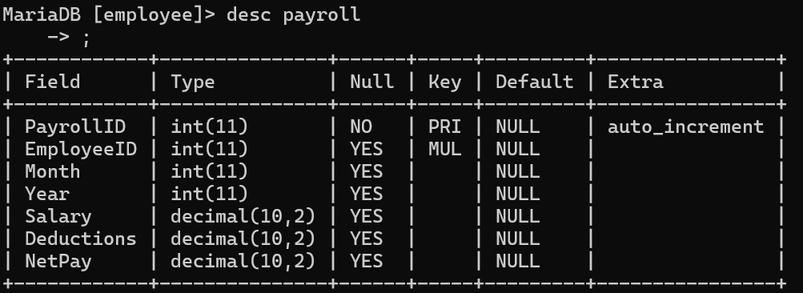 MariaDB [employee]> desc payroll
    -> ;
+------------+---------------+------+-----+---------+----------------+
| Field      | Type          | Null | Key | Default | Extra          |
+------------+---------------+------+-----+---------+----------------+
| PayrollID  | int(11)       | NO   | PRI | NULL    | auto_increment |
| EmployeeID | int(11)       | YES  | MUL | NULL    |                |
| Month      | int(11)       | YES  |     | NULL    |                |
| Year       | int(11)       | YES  |     | NULL    |                |
| Salary     | decimal(10,2) | YES  |     | NULL    |                |
| Deductions | decimal(10,2) | YES  |     | NULL    |                |
| NetPay     | decimal(10,2) | YES  |     | NULL    |                |
+------------+---------------+------+-----+---------+----------------+